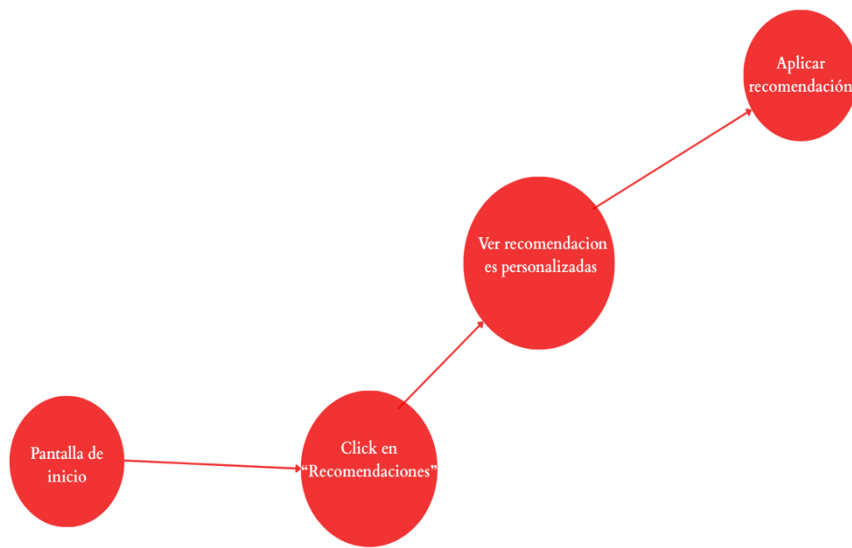 Aplicar
recomendación
Ver recomendacion
es personalizadas
Click en
“Recomendaciones”
Pantalla de
inicio